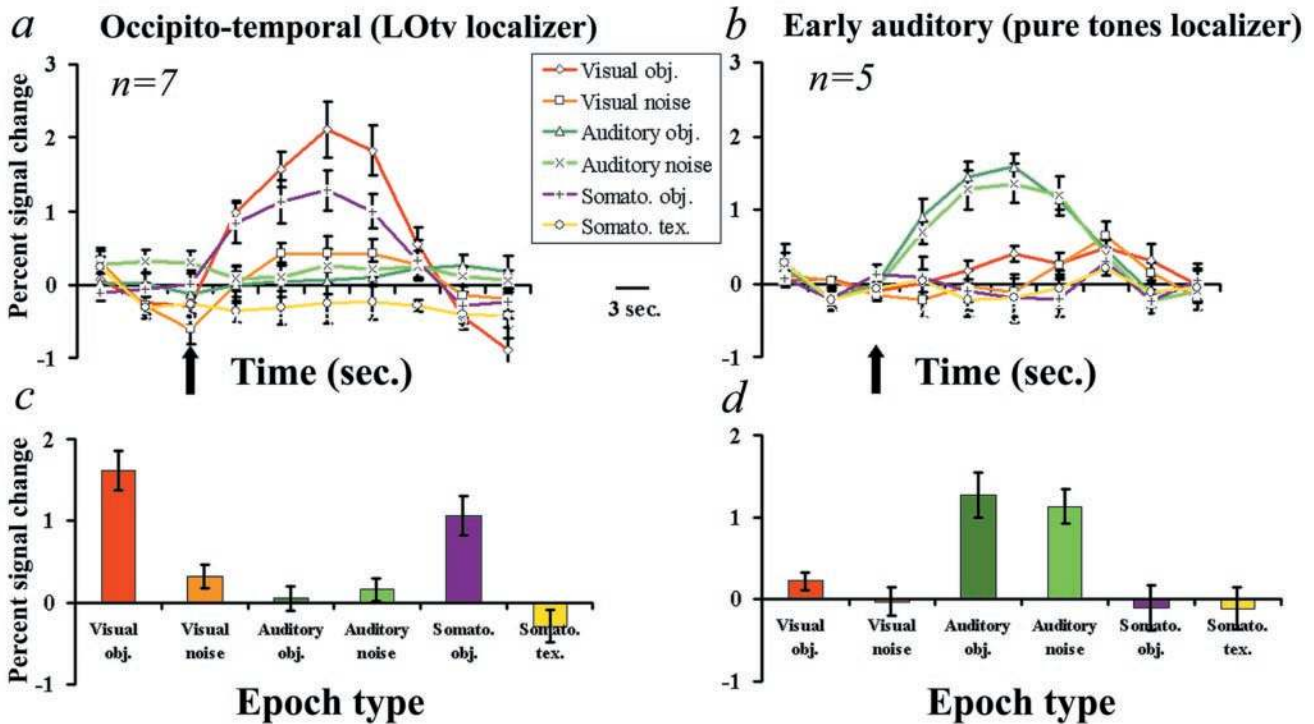 a Occipito-temporal (LOtv localizer)
n=7
Percent signal change
3
2
1
0
-1
Visual obj.
Visual noise
Auditory obj.
Auditory noise
Somato. obj.
Somato. tex.
3 sec.
Time (sec.)
b Early auditory (pure tones localizer)
n=5
3
2
1
0
-1
Time (sec.)
c
Percent signal change
2
1
0
-1
Visual obj.
Visual noise
Auditory obj.
Auditory noise
Somato. obj.
Somato. tex.
Epoch type
d
2
1
0
-1
Visual obj.
Visual noise
Auditory obj.
Auditory noise
Somato. obj.
Somato. tex.
Epoch type